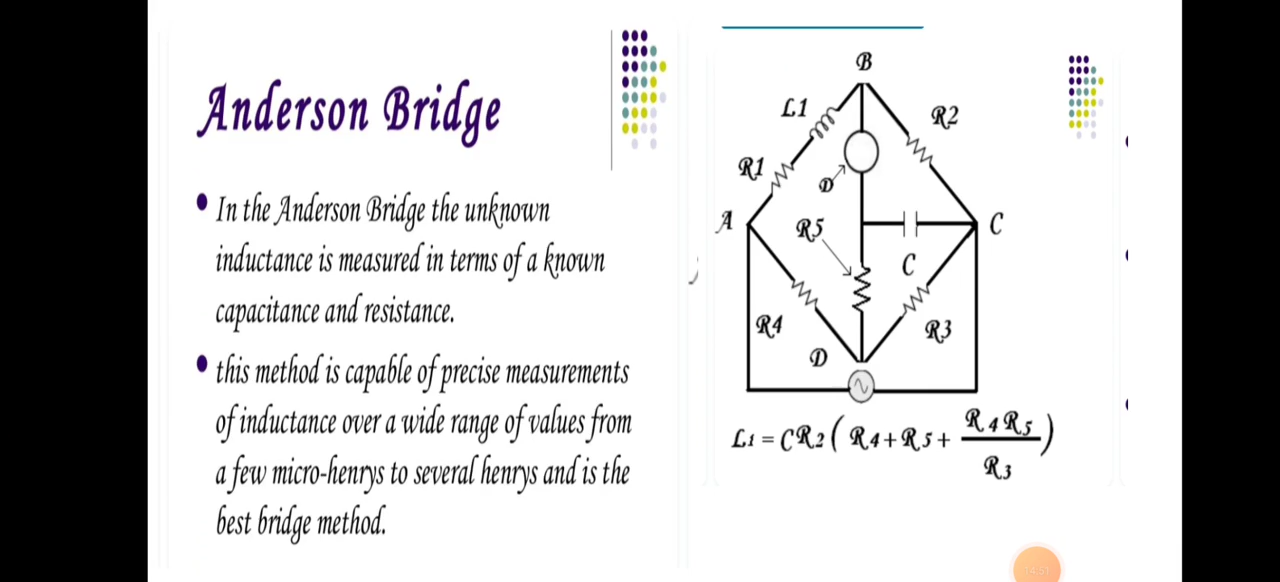 Anderson Bridge
In the Anderson Bridge the unknown
inductance is measured in terms of a known
capacitance and resistance.
this method is capable of precise measurements
of inductance over a wide range of values from
a few micro-henrys to several henrys and is the
best bridge method.
B
L1
R2
R1
D
A
R5
C
C
R4
R3
D
L1 = CR2 ( R4+R5+ R4R5 / R3 )
14:51